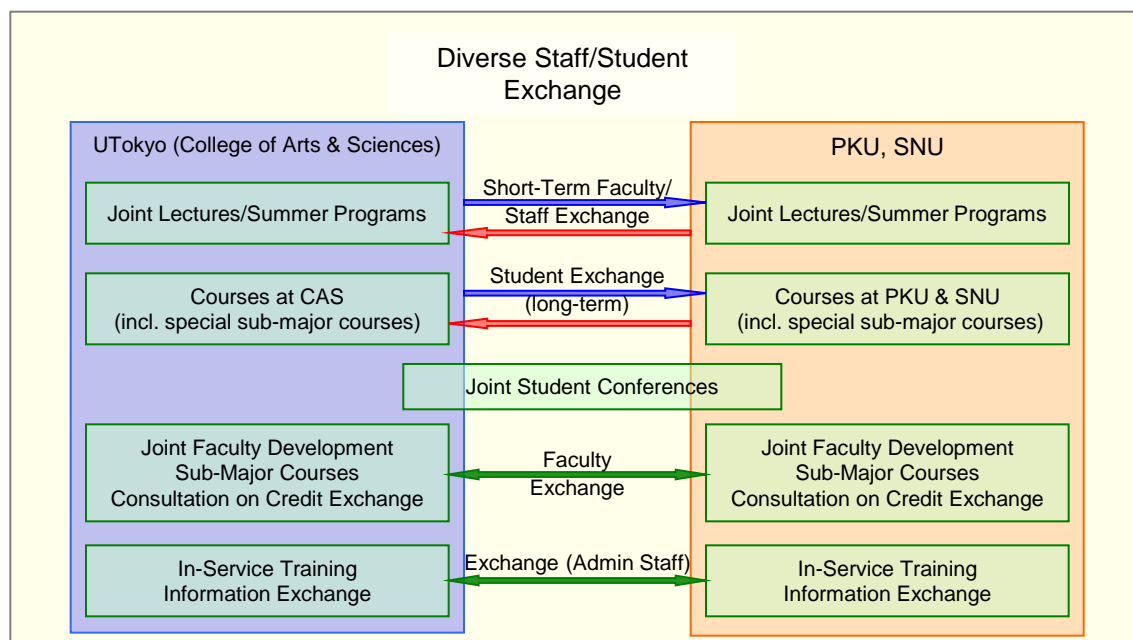 Diverse Staff/Student
Exchange
UTokyo (College of Arts & Sciences)
PKU, SNU
Joint Lectures/Summer Programs
Short-Term Faculty/
Staff Exchange
Joint Lectures/Summer Programs
Courses at CAS
(incl. special sub-major courses)
Student Exchange
(long-term)
Courses at PKU & SNU
(incl. special sub-major courses)
Joint Student Conferences
Joint Faculty Development
Sub-Major Courses
Consultation on Credit Exchange
Faculty
Exchange
Joint Faculty Development
Sub-Major Courses
Consultation on Credit Exchange
In-Service Training
Information Exchange
Exchange (Admin Staff)
In-Service Training
Information Exchange